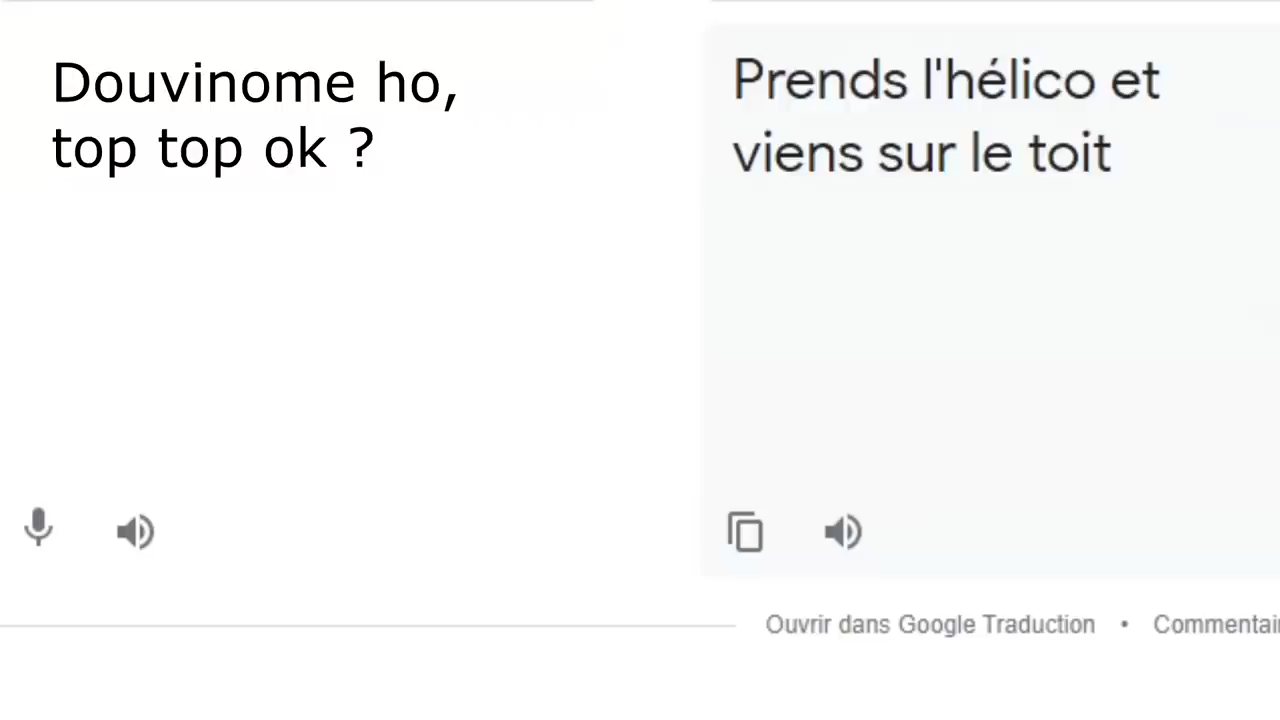 Douvinome ho,
top top ok ?
Prends l'hélico et
viens sur le toit
Ouvrir dans Google Traduction • Commentair